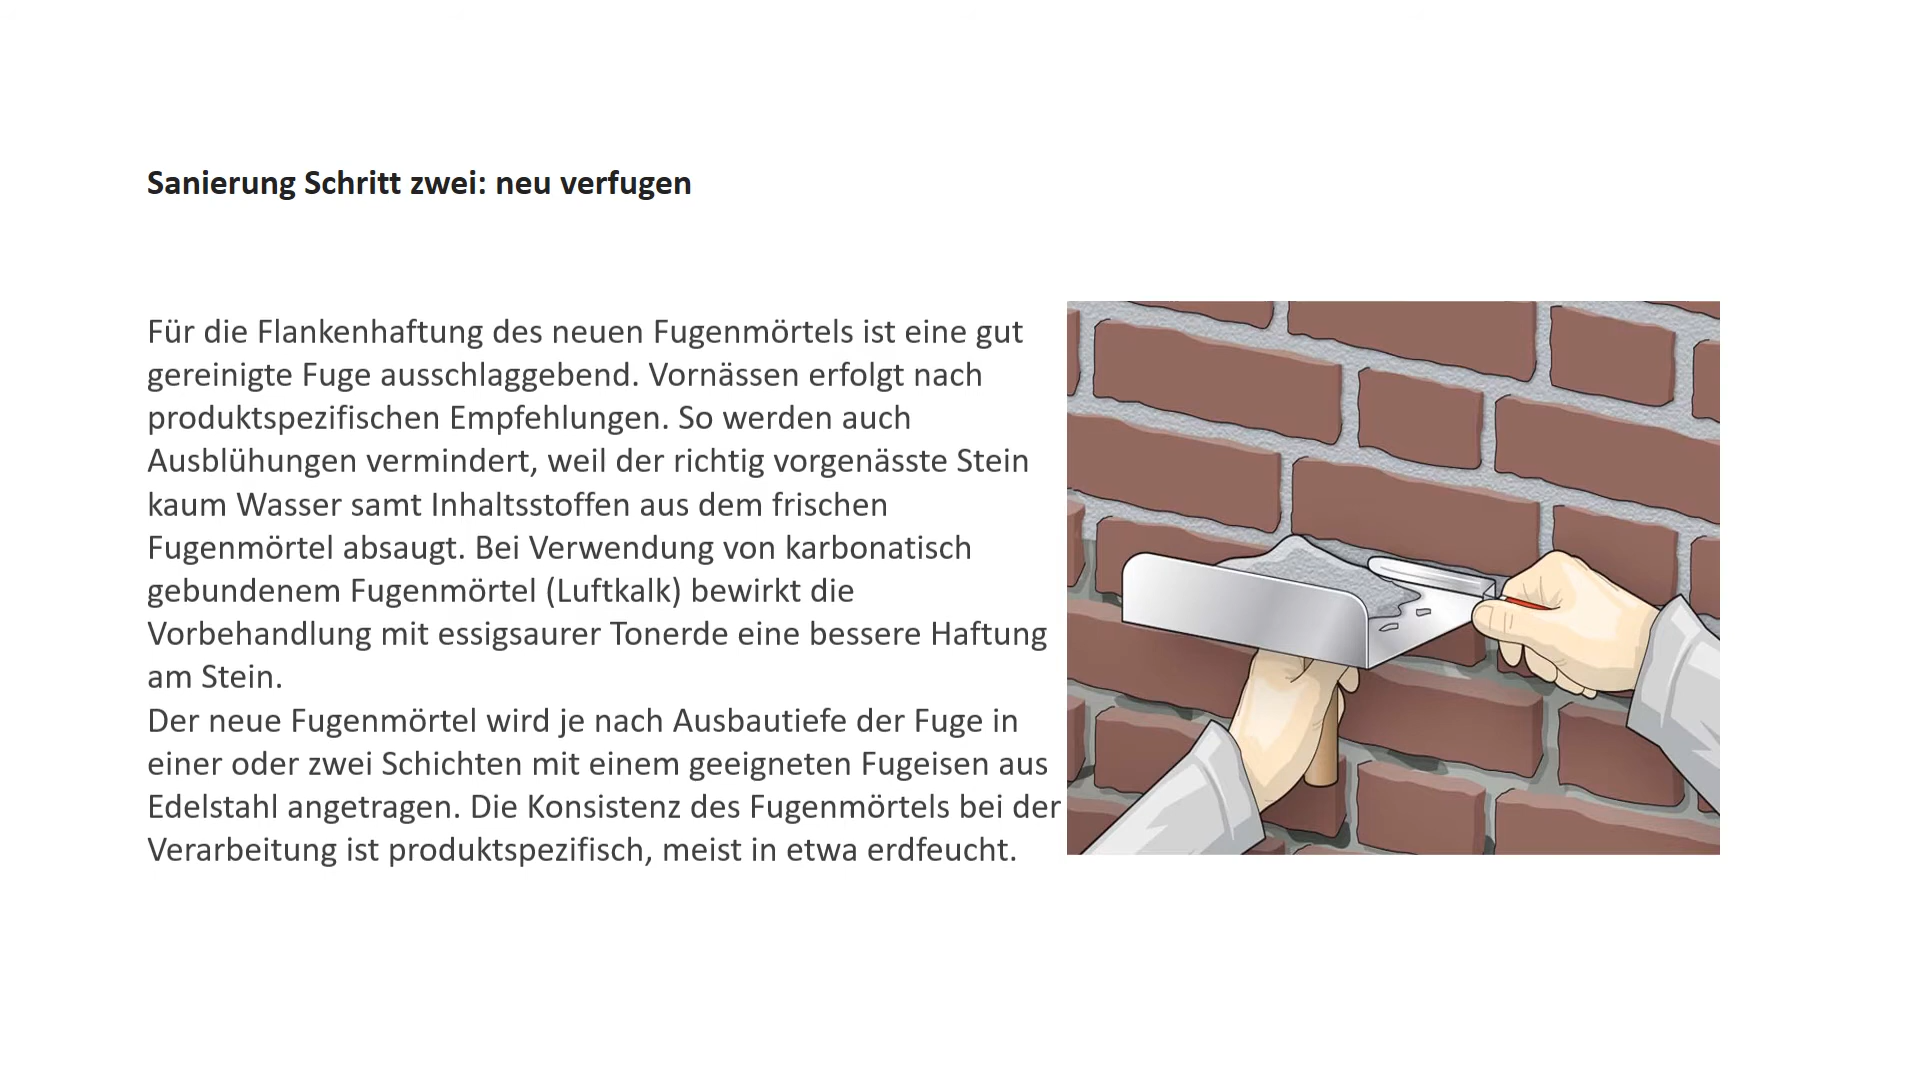 Sanierung Schritt zwei: neu verfugen
Für die Flankenhaftung des neuen Fugenmörtels ist eine gut
gereinigte Fuge ausschlaggebend. Vornässen erfolgt nach
produktspezifischen Empfehlungen. So werden auch
Ausblühungen vermindert, weil der richtig vorgenässte Stein
kaum Wasser samt Inhaltsstoffen aus dem frischen
Fugenmörtel absaugt. Bei Verwendung von karbonatisch
gebundenem Fugenmörtel (Luftkalk) bewirkt die
Vorbehandlung mit essigsaurer Tonerde eine bessere Haftung
am Stein.
Der neue Fugenmörtel wird je nach Ausbautiefe der Fuge in
einer oder zwei Schichten mit einem geeigneten Fugeisen aus
Edelstahl angetragen. Die Konsistenz des Fugenmörtels bei der
Verarbeitung ist produktspezifisch, meist in etwa erdfeucht.